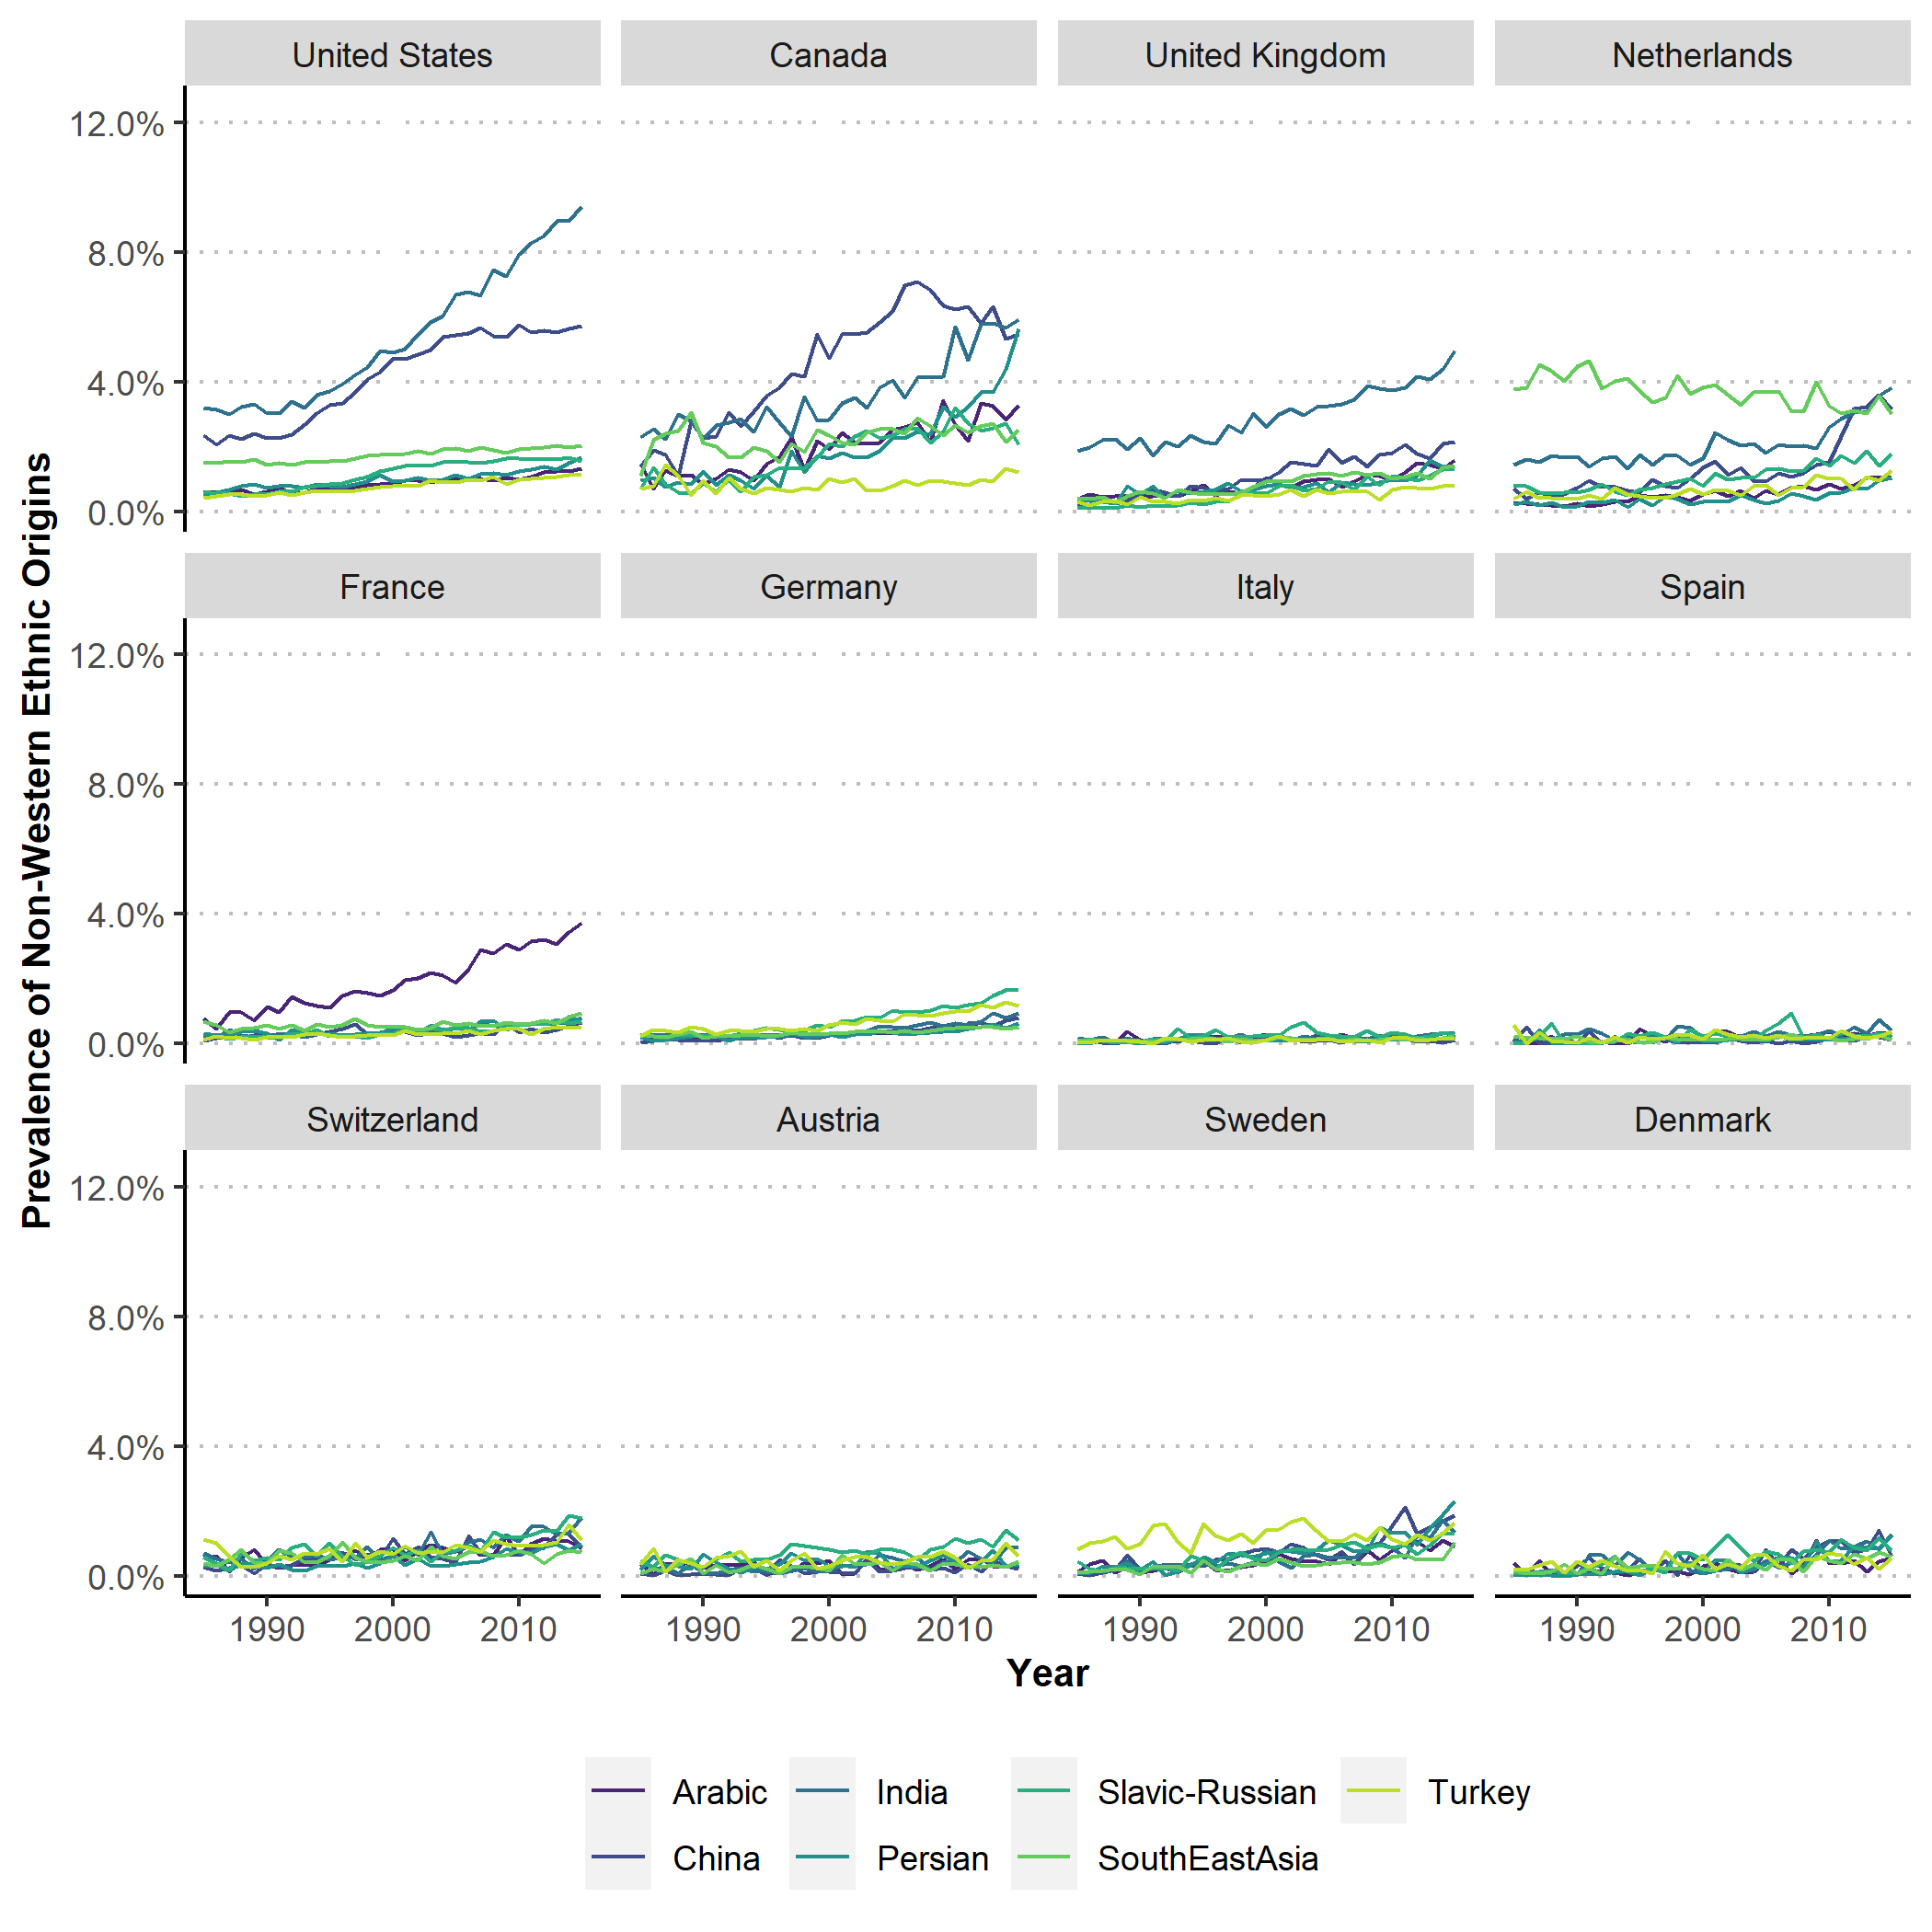 United States Canada United Kingdom Netherlands
12.0%
8.0%
4.0%
0.0%
France Germany Italy Spain
12.0%
8.0%
4.0%
0.0%
Prevalence of Non-Western Ethnic Origins
Switzerland Austria Sweden Denmark
12.0%
8.0%
4.0%
0.0%
1990 2000 2010 1990 2000 2010 1990 2000 2010 1990 2000 2010
Year
Arabic India Slavic-Russian Turkey
China Persian SouthEastAsia